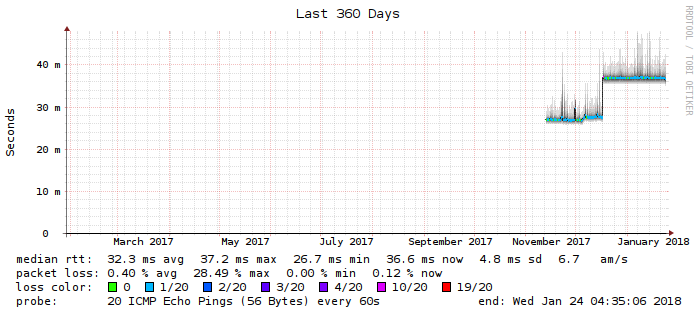 Last 360 Days
RRDTOOL / TOBI OETIKER
Seconds
40 m
30 m
20 m
10 m
0
March 2017 May 2017 July 2017 September 2017 November 2017 January 2018
median rtt: 32.3 ms avg 37.2 ms max 26.7 ms min 36.6 ms now 4.8 ms sd 6.7 am/s
packet loss: 0.40 % avg 28.49 % max 0.00 % min 0.12 % now
loss color: 0 1/20 2/20 3/20 4/20 10/20 19/20
probe: 20 ICMP Echo Pings (56 Bytes) every 60s end: Wed Jan 24 04:35:06 2018